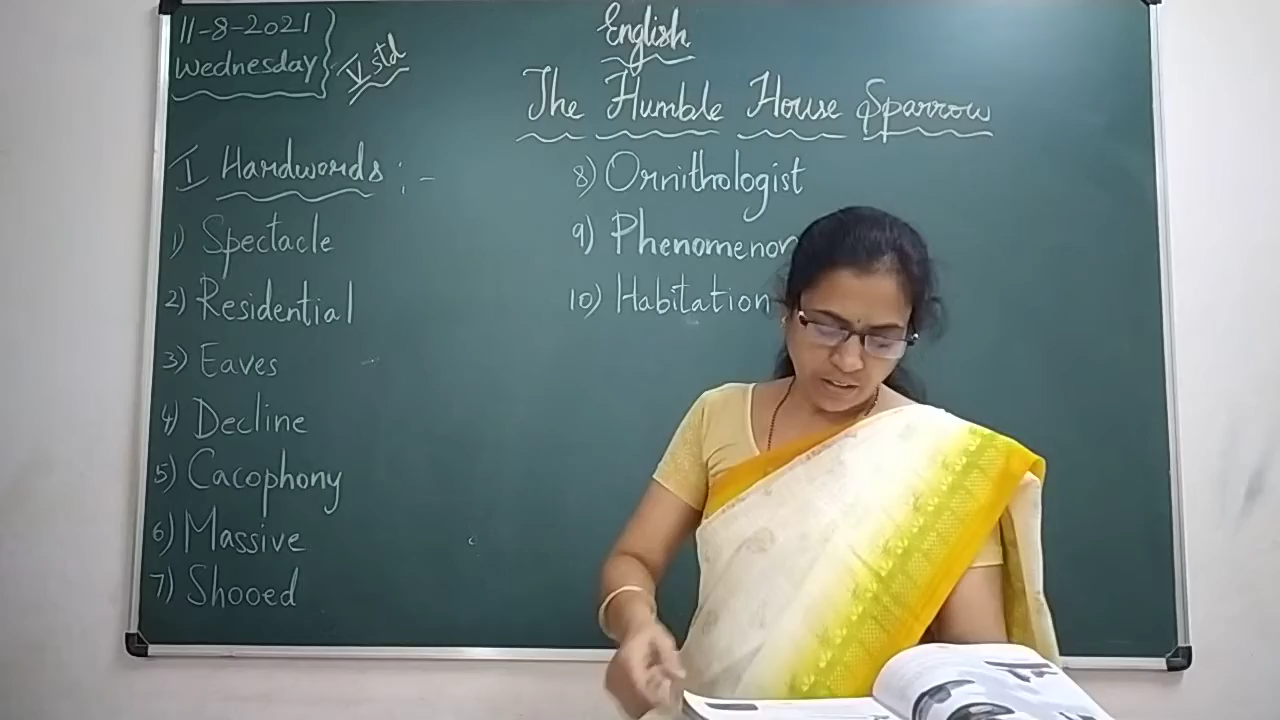 11-8-2021
Wednesday
V std
English
The Humble House Sparrow
I Hardwords :-
1) Spectacle
2) Residential
3) Eaves
4) Decline
5) Cacophony
6) Massive
7) Shooed
8) Ornithologist
9) Phenomenon
10) Habitation